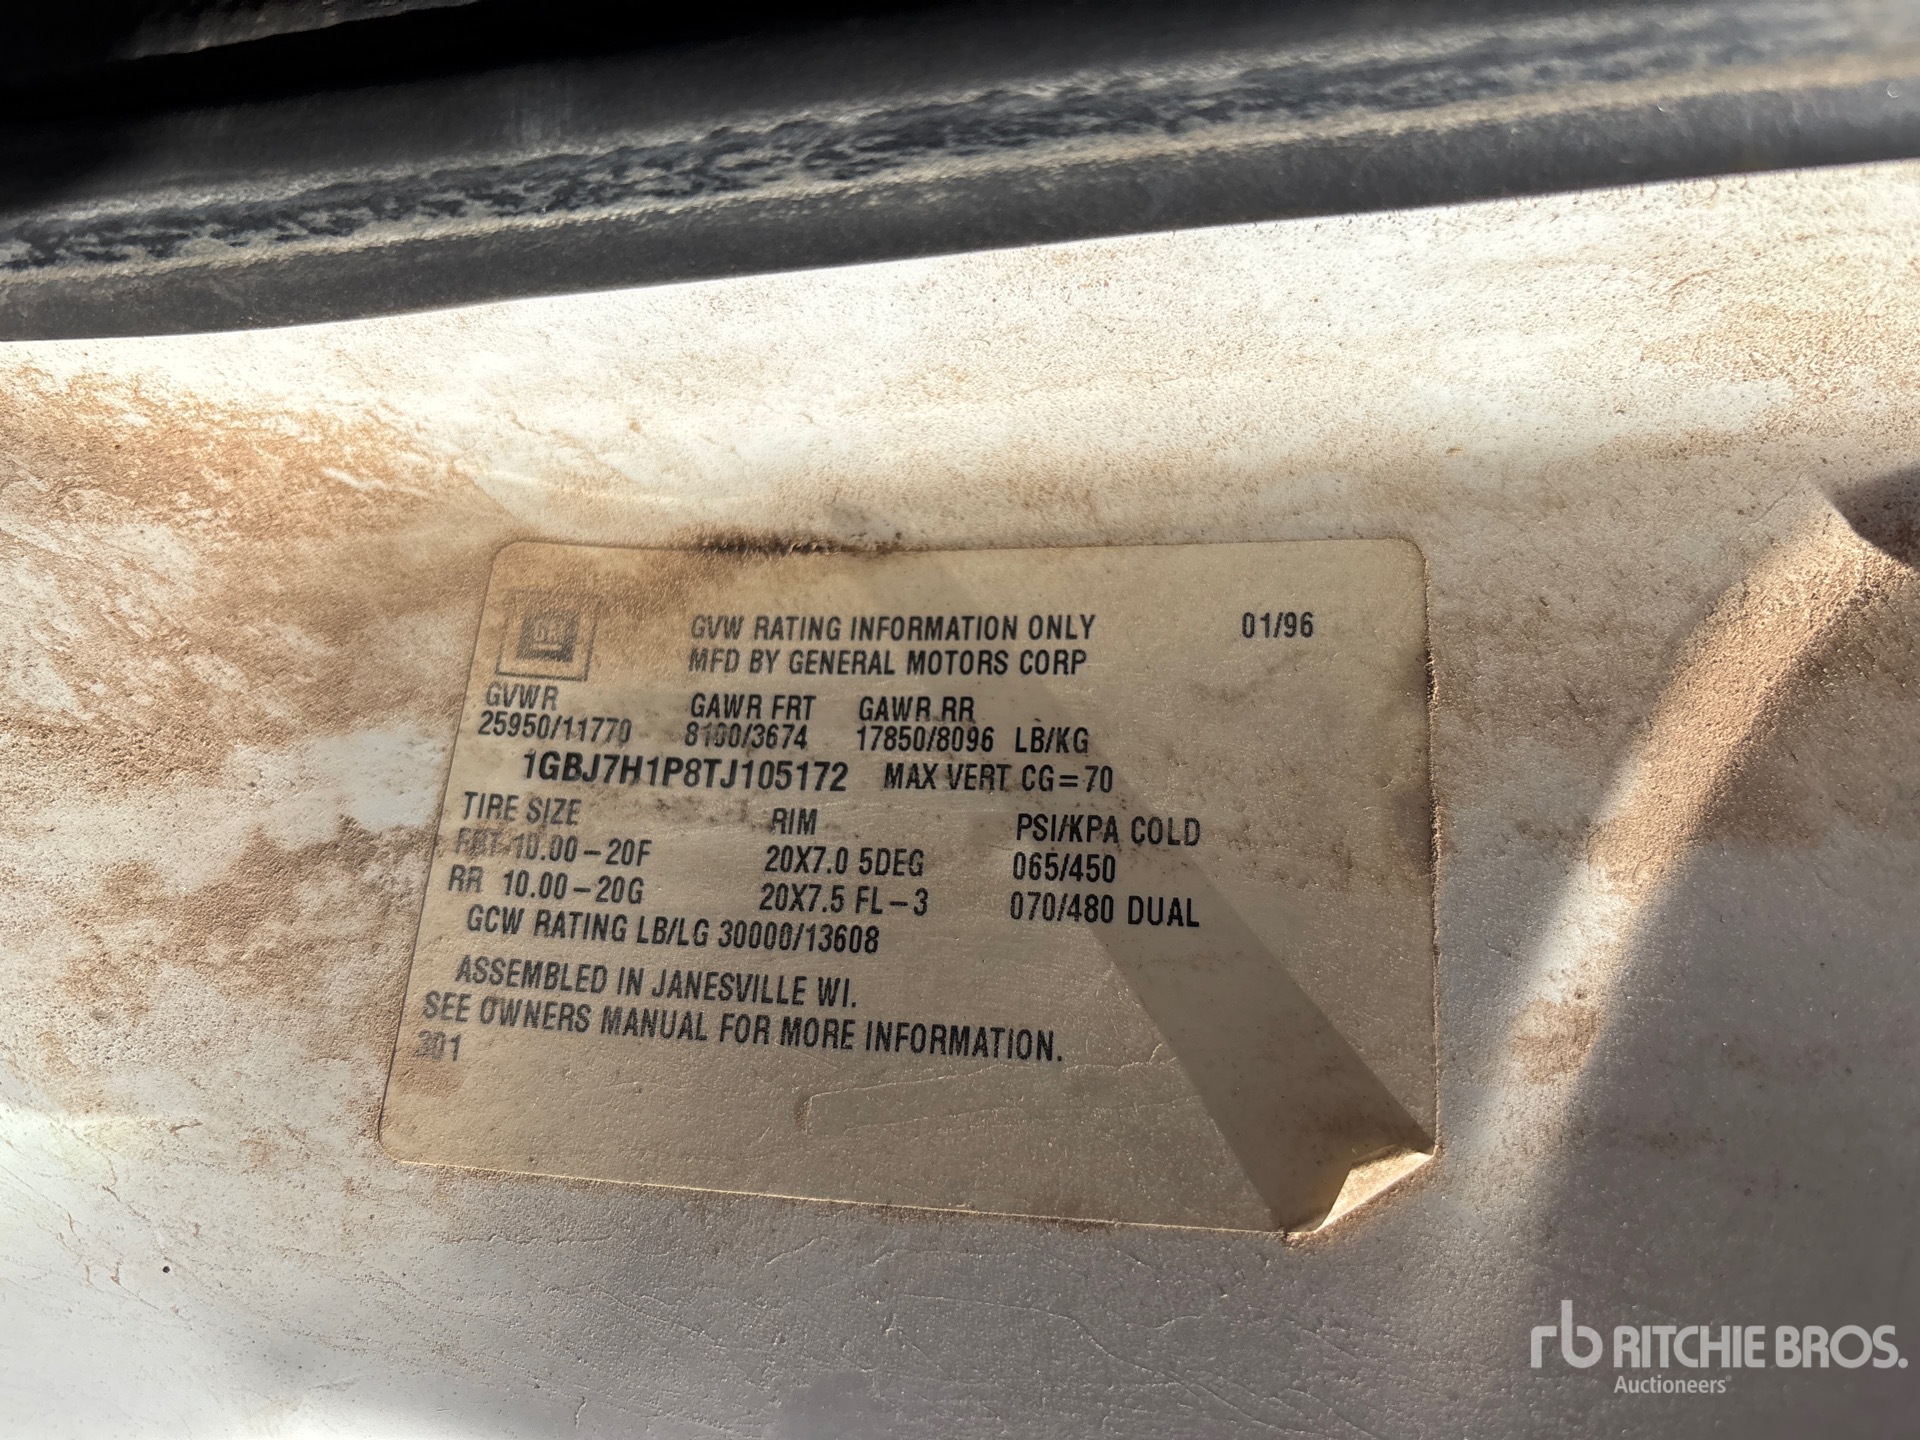 GM
GVW RATING INFORMATION ONLY 01/96
MFD BY GENERAL MOTORS CORP
GVWR GAWR FRT GAWR RR
25950/11770 8100/3674 17850/8096 LB/KG
1GBJ7H1P8TJ105172 MAX VERT CG=70
TIRE SIZE RIM PSI/KPA COLD
FRT 10.00-20F 20X7.0 5DEG 065/450
RR 10.00-20G 20X7.5 FL-3 070/480 DUAL
GCW RATING LB/LG 30000/13608
ASSEMBLED IN JANESVILLE WI.
SEE OWNERS MANUAL FOR MORE INFORMATION.
301
rb RITCHIE BROS.
Auctioneers